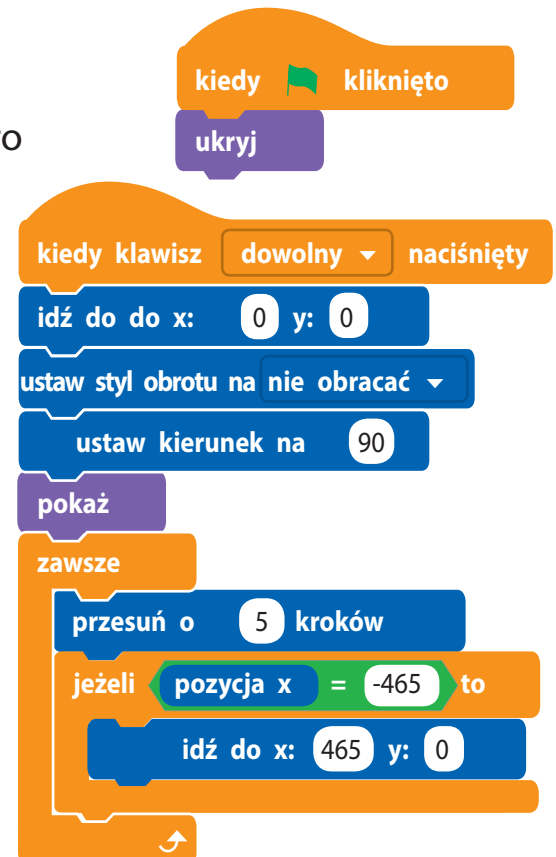 kiedy kliknięto
ukryj
kiedy klawisz dowolny naciśnięty
idź do do x: 0 y: 0
ustaw styl obrotu na nie obracać
ustaw kierunek na 90
pokaż
zawsze
przesuń o 5 kroków
jeżeli pozycja x = -465 to
idź do x: 465 y: 0